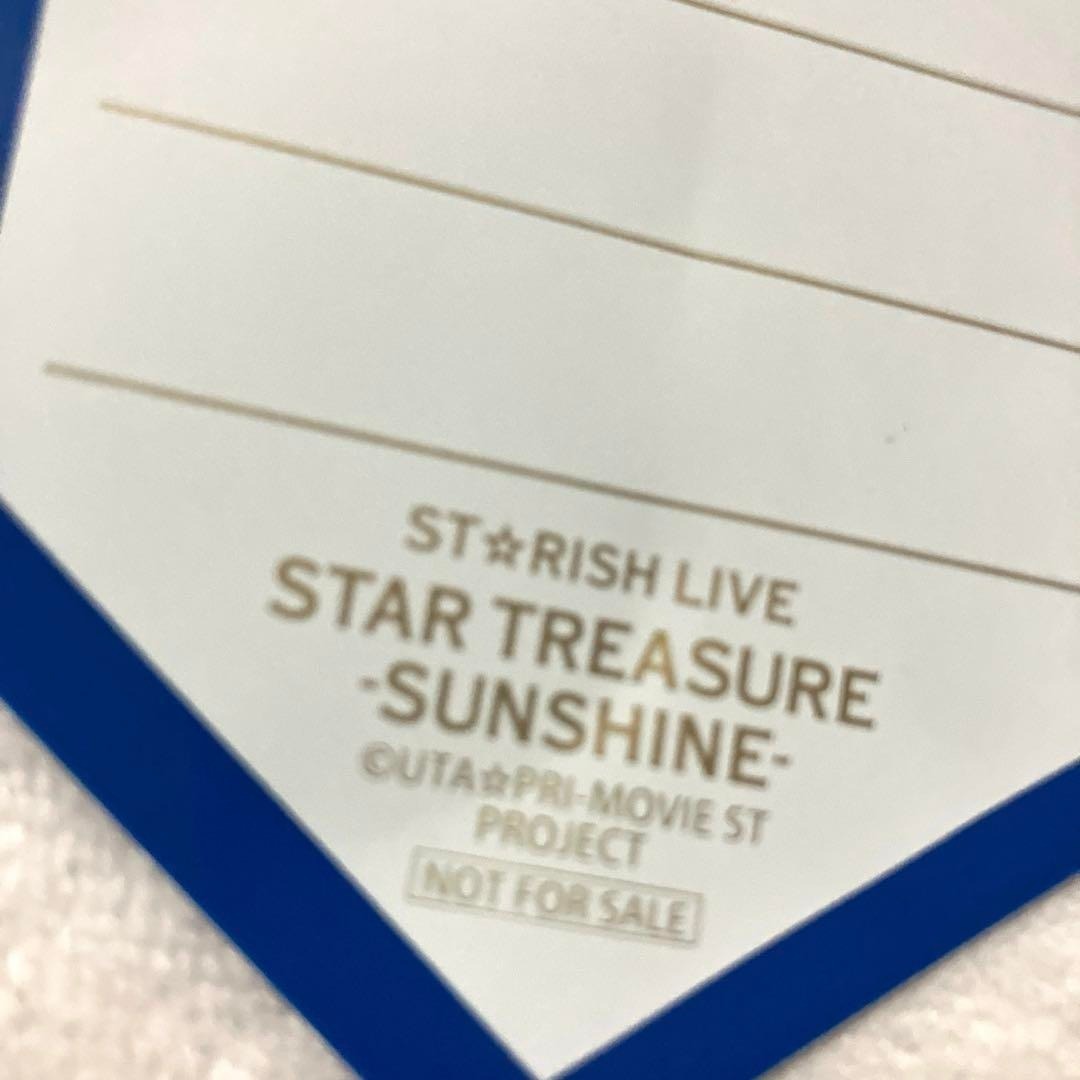 ST☆RISH LIVE
STAR TREASURE
-SUNSHINE-
©UTA☆PRI-MOVIE ST
PROJECT
NOT FOR SALE